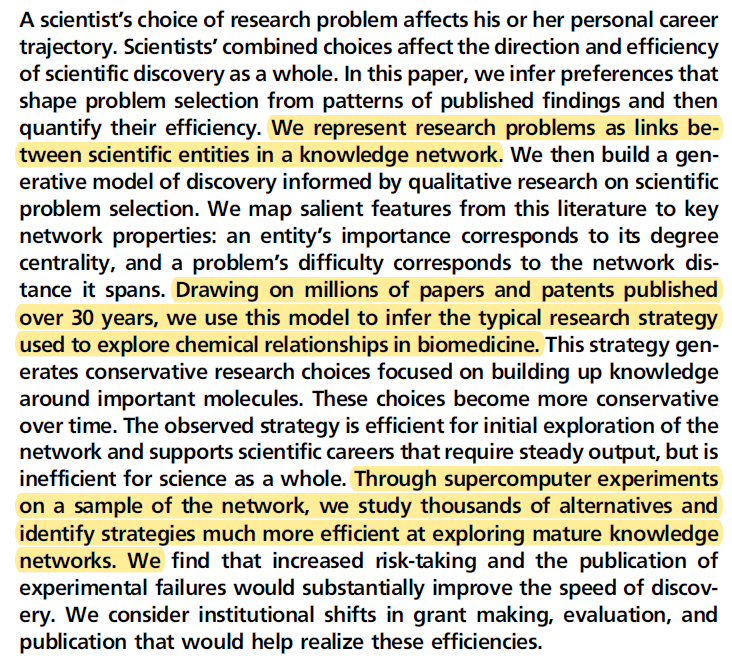 A scientist's choice of research problem affects his or her personal career
trajectory. Scientists' combined choices affect the direction and efficiency
of scientific discovery as a whole. In this paper, we infer preferences that
shape problem selection from patterns of published findings and then
quantify their efficiency. We represent research problems as links be-
tween scientific entities in a knowledge network. We then build a gen-
erative model of discovery informed by qualitative research on scientific
problem selection. We map salient features from this literature to key
network properties: an entity's importance corresponds to its degree
centrality, and a problem's difficulty corresponds to the network dis-
tance it spans. Drawing on millions of papers and patents published
over 30 years, we use this model to infer the typical research strategy
used to explore chemical relationships in biomedicine. This strategy gen-
erates conservative research choices focused on building up knowledge
around important molecules. These choices become more conservative
over time. The observed strategy is efficient for initial exploration of the
network and supports scientific careers that require steady output, but is
inefficient for science as a whole. Through supercomputer experiments
on a sample of the network, we study thousands of alternatives and
identify strategies much more efficient at exploring mature knowledge
networks. We find that increased risk-taking and the publication of
experimental failures would substantially improve the speed of discov-
ery. We consider institutional shifts in grant making, evaluation, and
publication that would help realize these efficiencies.